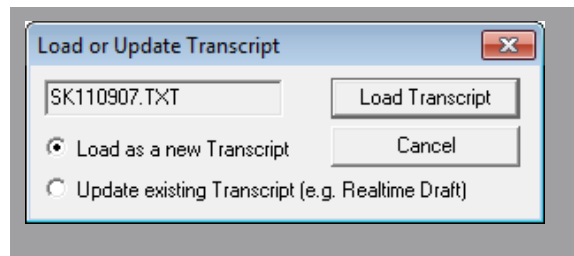 Load or Update Transcript
SK110907.TXT
Load Transcript
Load as a new Transcript
Cancel
Update existing Transcript (e.g. Realtime Draft)